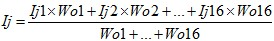 Ij = (Ij1×Wo1 + Ij2×Wo2 + ... + Ij16×Wo16) / (Wo1 + ... + Wo16)